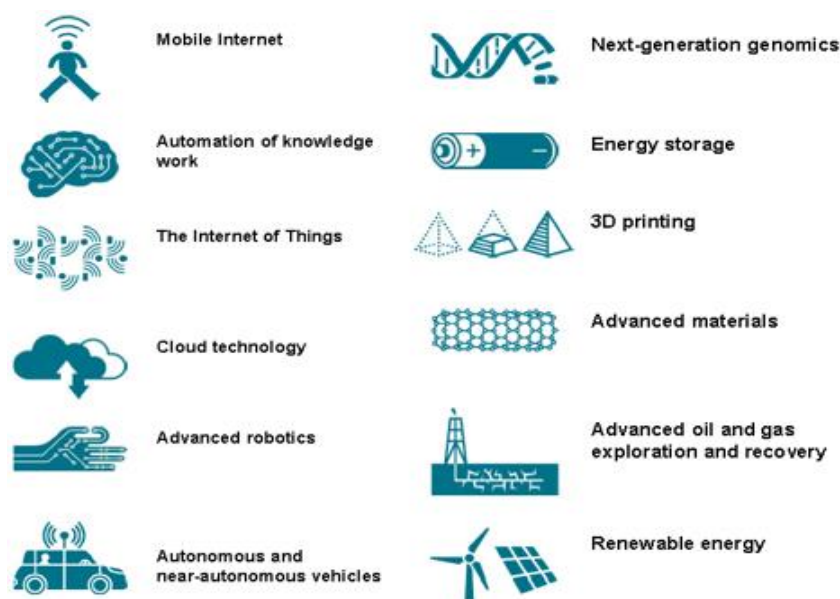 Mobile Internet
Automation of knowledge
work
The Internet of Things
Cloud technology
Advanced robotics
Autonomous and
near-autonomous vehicles
Next-generation genomics
Energy storage
3D printing
Advanced materials
Advanced oil and gas
exploration and recovery
Renewable energy